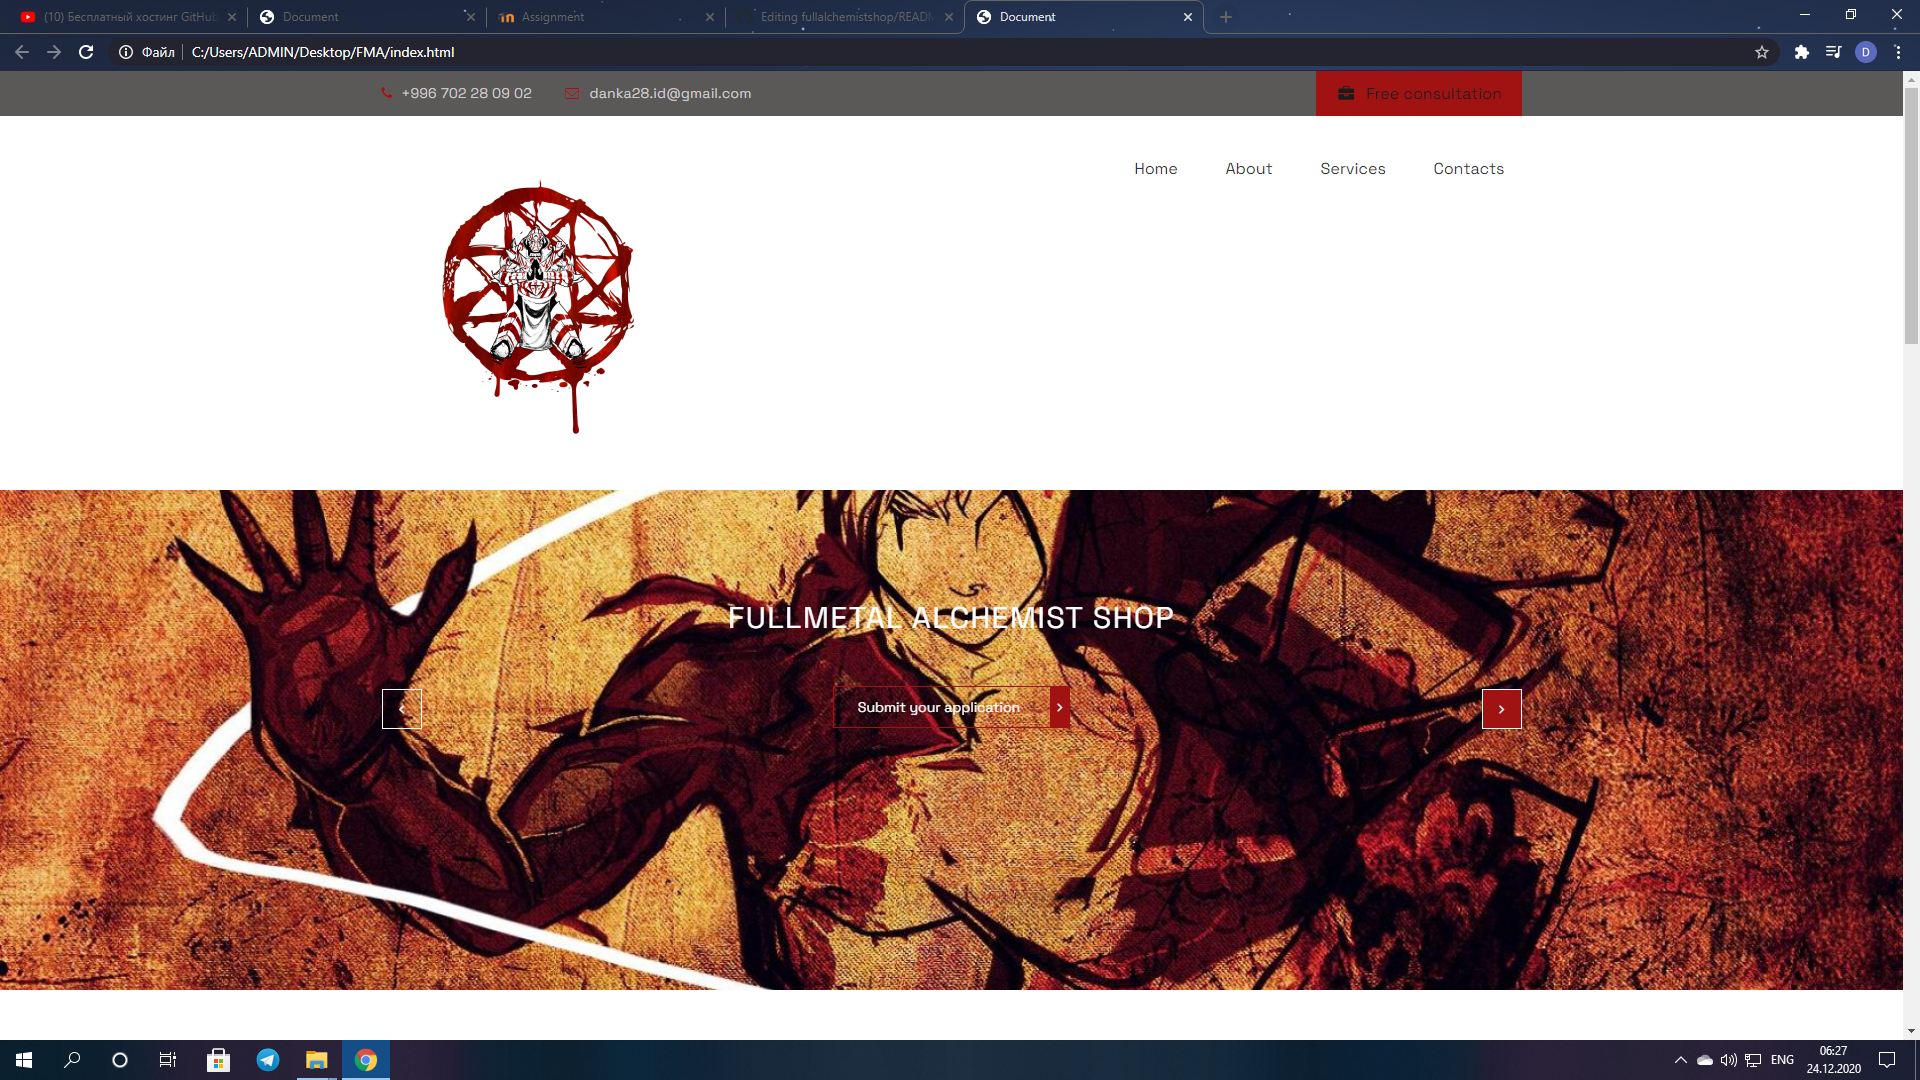 (10) Бесплатный хостинг GitHub
Document
Assignment
Editing fullalchemistshop/READM
Document
Файл
C:/Users/ADMIN/Desktop/FMA/index.html
D
+996 702 28 09 02
danka28.id@gmail.com
Free consultation
Home
About
Services
Contacts
FULLMETAL ALCHEMIST SHOP
Submit your application
ENG
06:27
24.12.2020